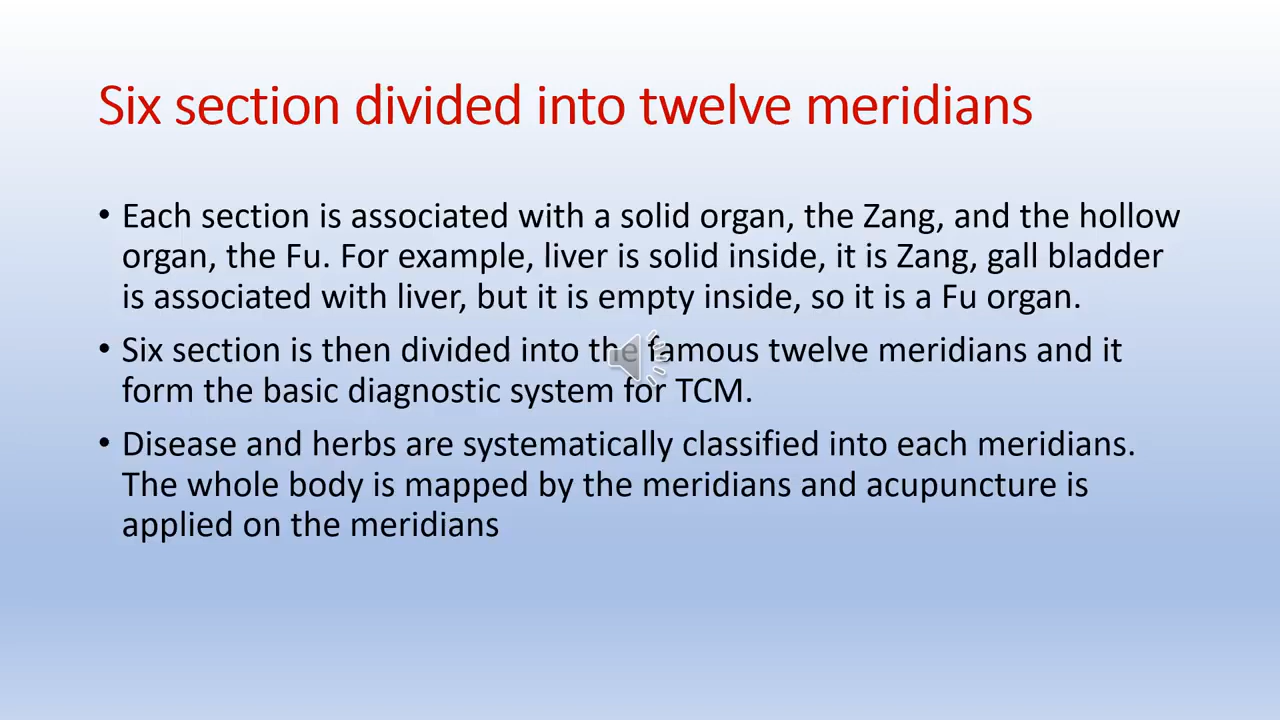 Six section divided into twelve meridians
• Each section is associated with a solid organ, the Zang, and the hollow
organ, the Fu. For example, liver is solid inside, it is Zang, gall bladder
is associated with liver, but it is empty inside, so it is a Fu organ.
• Six section is then divided into the famous twelve meridians and it
form the basic diagnostic system for TCM.
• Disease and herbs are systematically classified into each meridians.
The whole body is mapped by the meridians and acupuncture is
applied on the meridians